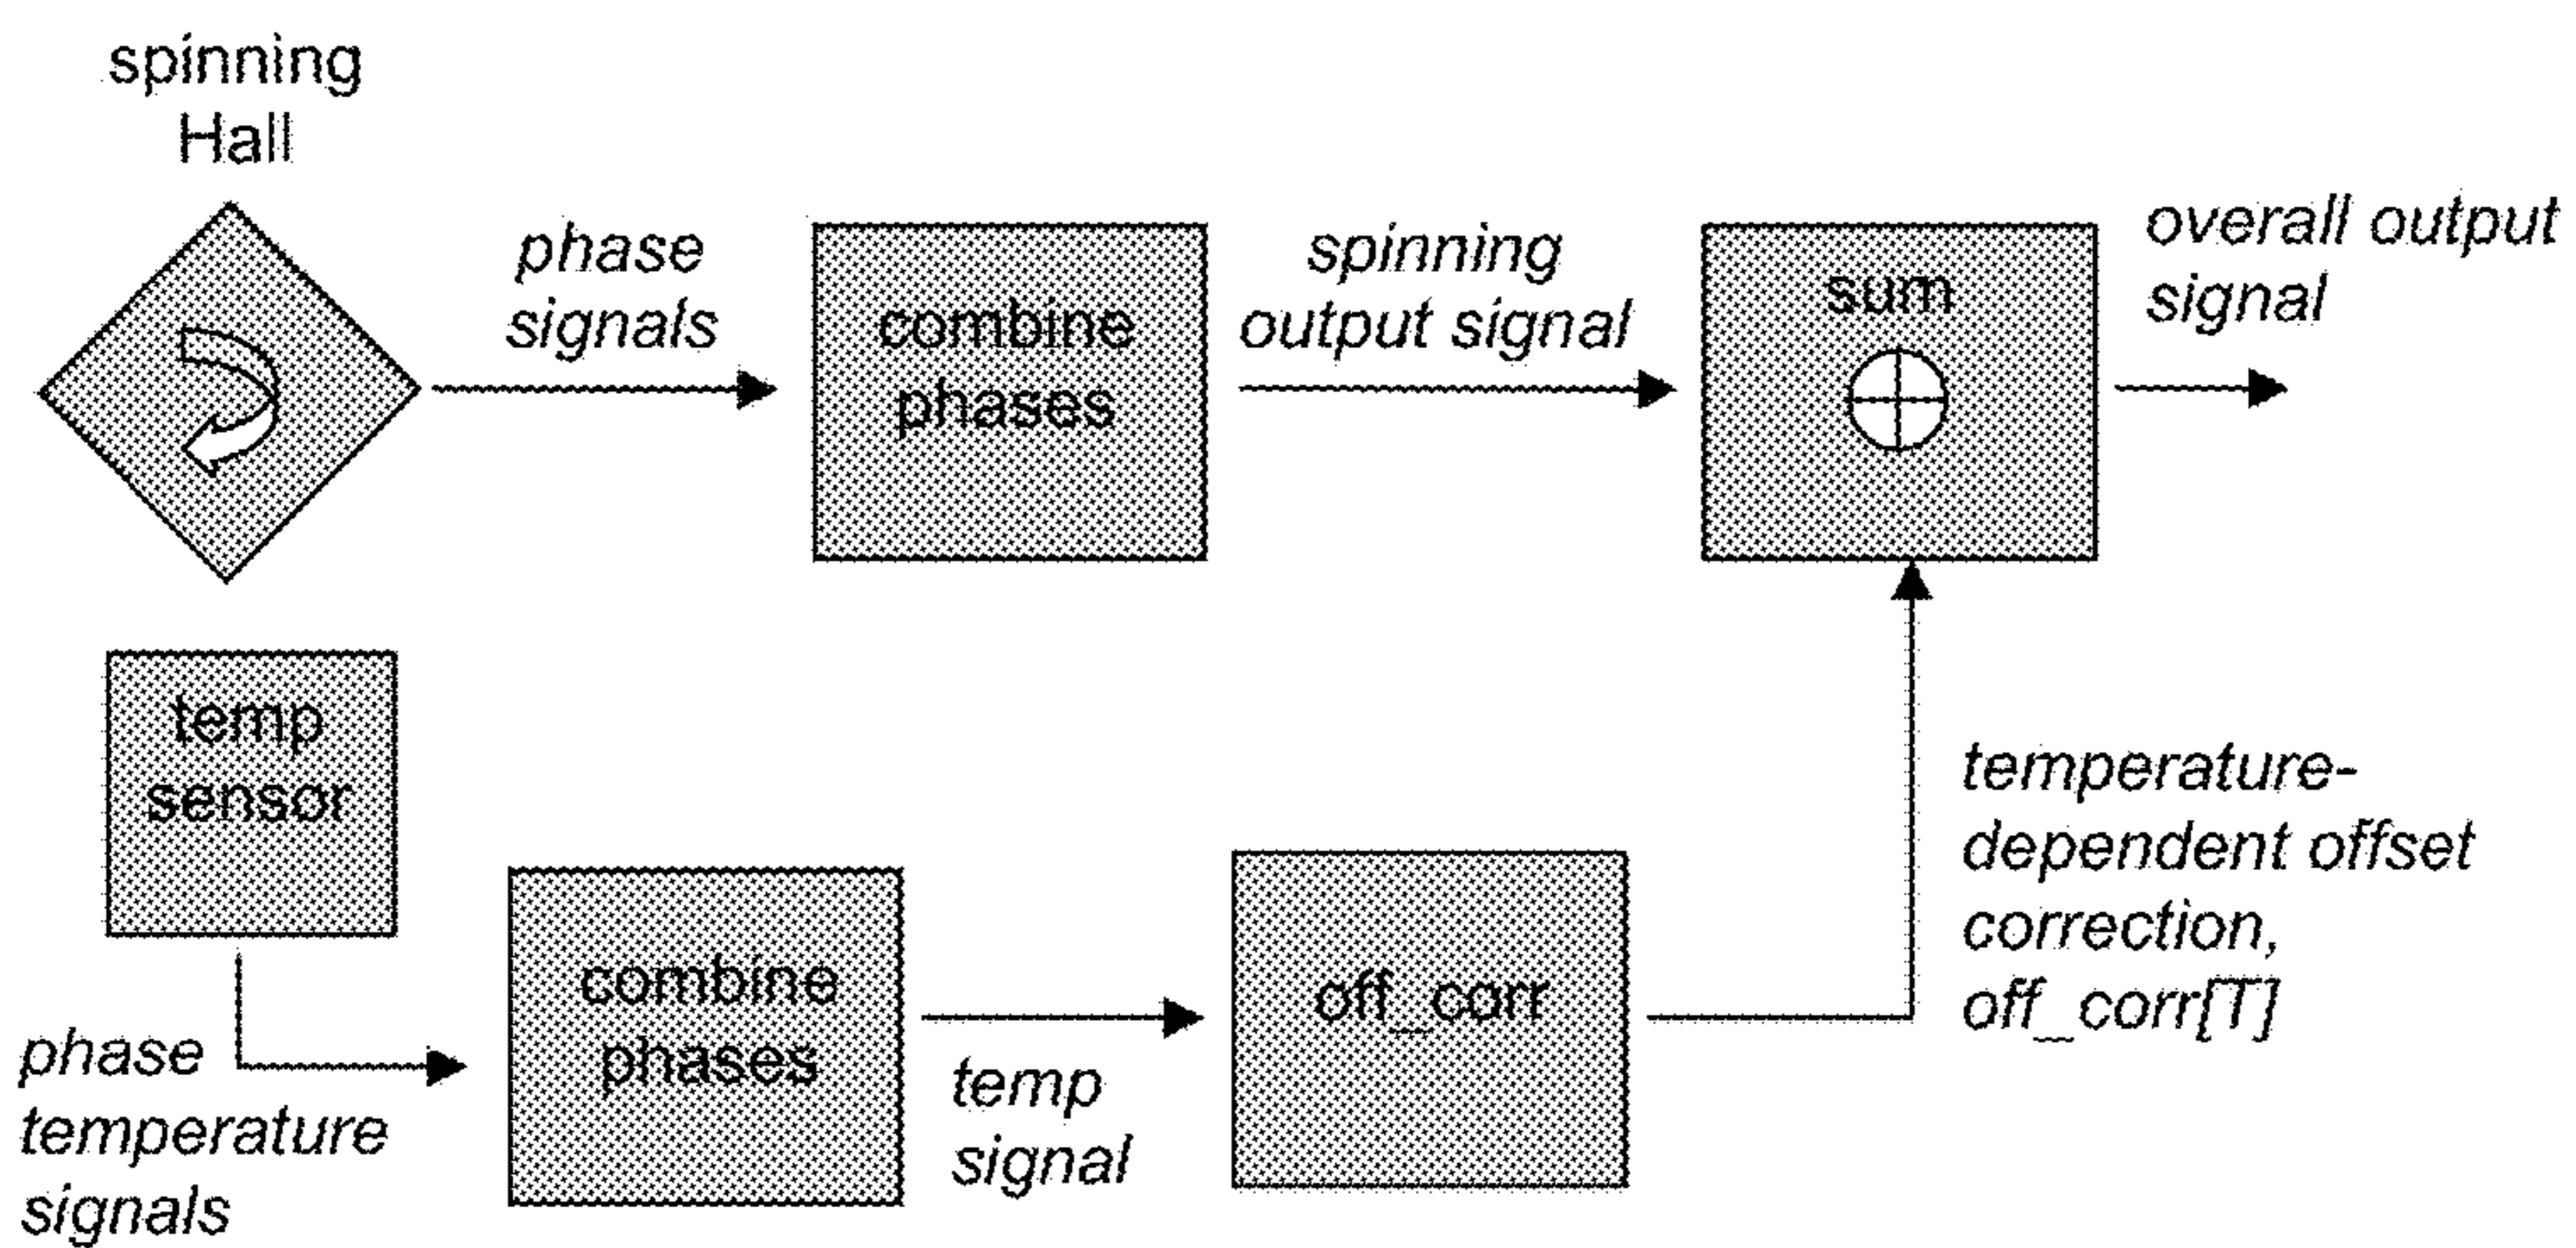 spinning
Hall
phase
signals
combine
phases
spinning
output signal
sum
overall output
signal
temp
sensor
phase
temperature
signals
combine
phases
temp
signal
off_corr
temperature-
dependent offset
correction,
off_corr[T]